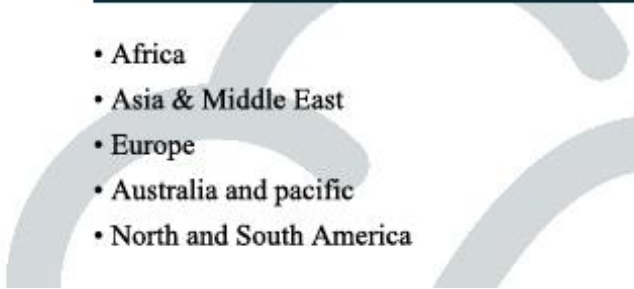 • Africa
• Asia & Middle East
• Europe
• Australia and pacific
• North and South America